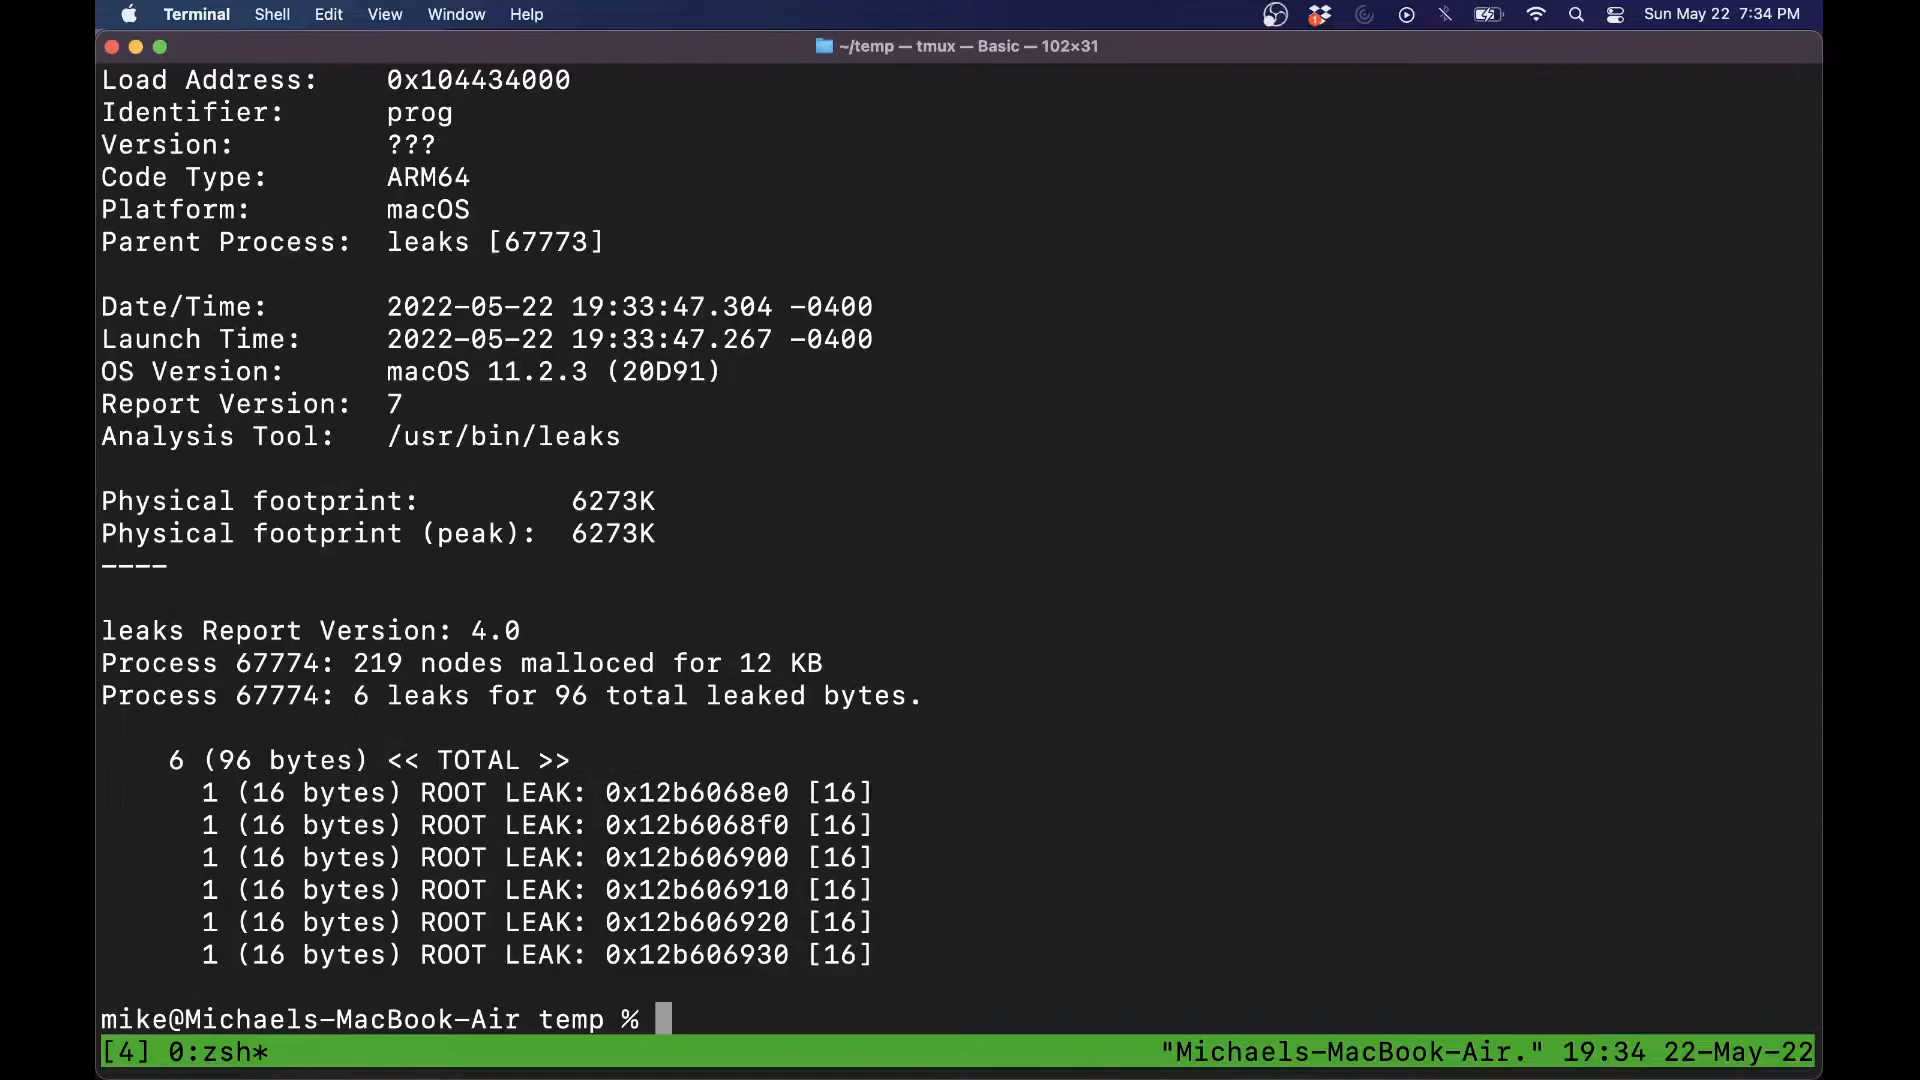 Terminal Shell Edit View Window Help Sun May 22 7:34 PM
~/temp — tmux — Basic — 102×31
Load Address: 0x104434000
Identifier: prog
Version: ???
Code Type: ARM64
Platform: macOS
Parent Process: leaks [67773]
Date/Time: 2022-05-22 19:33:47.304 -0400
Launch Time: 2022-05-22 19:33:47.267 -0400
OS Version: macOS 11.2.3 (20D91)
Report Version: 7
Analysis Tool: /usr/bin/leaks
Physical footprint: 6273K
Physical footprint (peak): 6273K
----
leaks Report Version: 4.0
Process 67774: 219 nodes malloced for 12 KB
Process 67774: 6 leaks for 96 total leaked bytes.
6 (96 bytes) << TOTAL >>
1 (16 bytes) ROOT LEAK: 0x12b6068e0 [16]
1 (16 bytes) ROOT LEAK: 0x12b6068f0 [16]
1 (16 bytes) ROOT LEAK: 0x12b606900 [16]
1 (16 bytes) ROOT LEAK: 0x12b606910 [16]
1 (16 bytes) ROOT LEAK: 0x12b606920 [16]
1 (16 bytes) ROOT LEAK: 0x12b606930 [16]
mike@Michaels-MacBook-Air temp %
[4] 0:zsh* "Michaels-MacBook-Air." 19:34 22-May-22